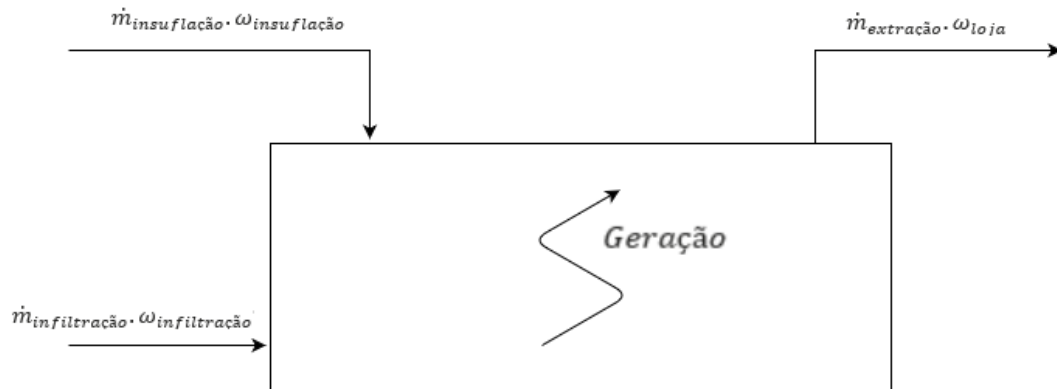 ṁ_insuflação. ω_insuflação
ṁ_extração. ω_loja
Geração
ṁ_infiltração. ω_infiltração